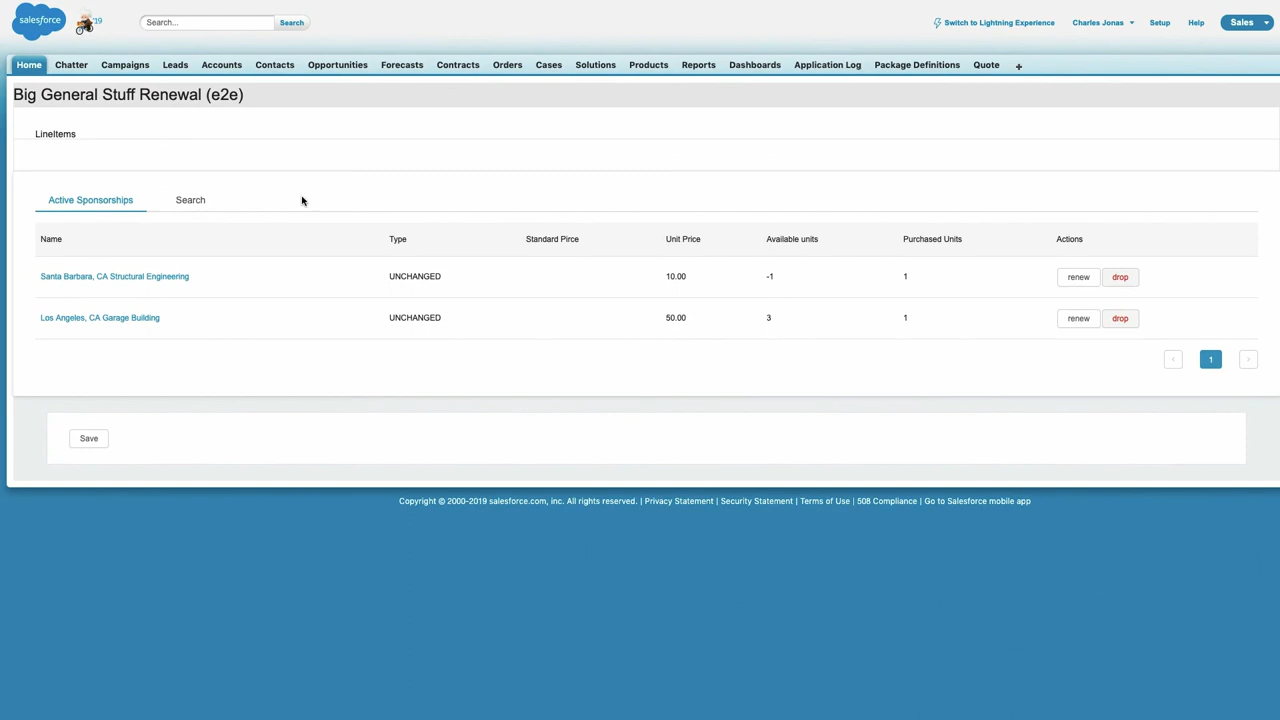 salesforce '19 Search... Search Switch to Lightning Experience Charles Jonas Setup Help Sales
Home Chatter Campaigns Leads Accounts Contacts Opportunities Forecasts Contracts Orders Cases Solutions Products Reports Dashboards Application Log Package Definitions Quote +
Big General Stuff Renewal (e2e)
LineItems
Active Sponsorships Search
Name Type Standard Pirce Unit Price Available units Purchased Units Actions
Santa Barbara, CA Structural Engineering UNCHANGED 10.00 -1 1 renew drop
Los Angeles, CA Garage Building UNCHANGED 50.00 3 1 renew drop
< 1 >
Save
Copyright © 2000-2019 salesforce.com, inc. All rights reserved. | Privacy Statement | Security Statement | Terms of Use | 508 Compliance | Go to Salesforce mobile app